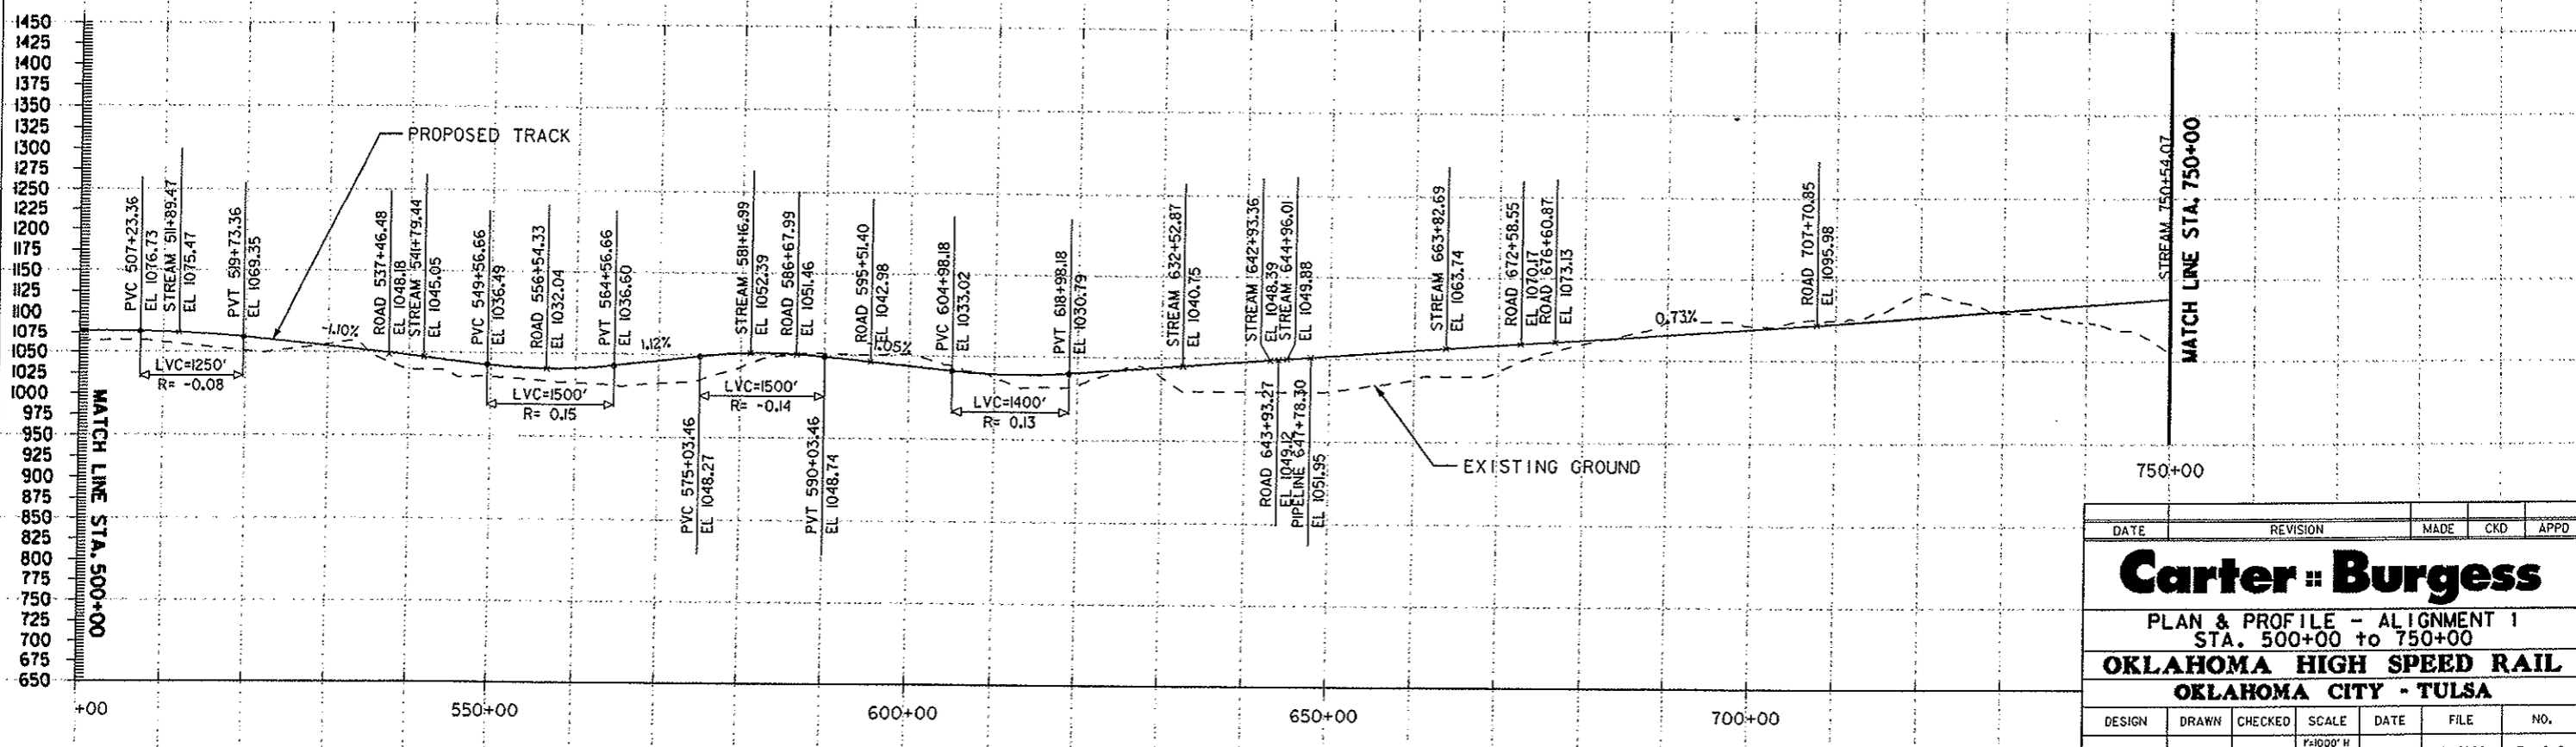 1450
1425
1400
1375
1350
1325
1300
1275
1250
1225
1200
1175
1150
1125
1100
1075
1050
1025
1000
975
950
925
900
875
850
825
800
775
750
725
700
675
650
MATCH LINE STA. 500+00
PROPOSED TRACK
PVC 507+23.36
EL 1076.73
STREAM 511+89.47
EL 1075.47
PVT 519+73.36
EL 1069.35
LVC=1250'
R= -0.08
-1.10%
ROAD 537+46.48
EL 1048.18
STREAM 541+79.44
EL 1045.05
PVC 549+56.66
EL 1036.49
ROAD 556+54.33
EL 1032.04
PVT 564+56.66
EL 1036.60
LVC=1500'
R= 0.15
1.12%
PVC 575+03.46
EL 1048.27
STREAM 581+16.99
EL 1052.39
ROAD 586+67.99
EL 1051.46
LVC=1500'
R= -0.14
PVT 590+03.46
EL 1048.74
ROAD 595+51.40
EL 1042.98
1.05%
PVC 604+98.18
EL 1033.02
PVT 618+98.18
EL 1030.79
LVC=1400'
R= 0.13
STREAM 632+52.87
EL 1040.75
STREAM 642+93.36
EL 1048.39
STREAM 644+96.01
EL 1049.88
ROAD 643+93.27
EL 1049.12
PIPELINE 647+78.30
EL 1051.95
EXISTING GROUND
STREAM 663+82.69
EL 1063.74
ROAD 672+58.55
EL 1070.17
ROAD 676+60.87
EL 1073.13
0.73%
ROAD 707+70.85
EL 1095.98
STREAM 750+54.07
MATCH LINE STA. 750+00
750+00
+00
550+00
600+00
650+00
700+00
DATE REVISION MADE CKD APPD
Carter :: Burgess
PLAN & PROFILE - ALIGNMENT 1
STA. 500+00 to 750+00
OKLAHOMA HIGH SPEED RAIL
OKLAHOMA CITY - TULSA
DESIGN DRAWN CHECKED SCALE DATE FILE NO.
1"=1000' H